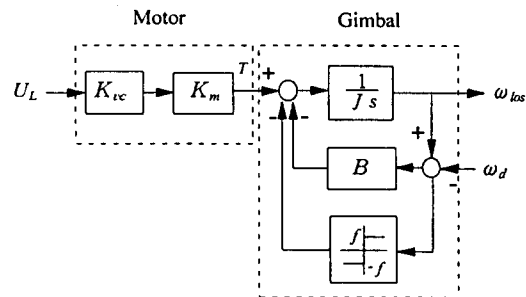 Motor
Gimbal
U_L
K_vc
K_m
T
+
-
-
1
J s
ω_los
+
B
-
ω_d
f
-f